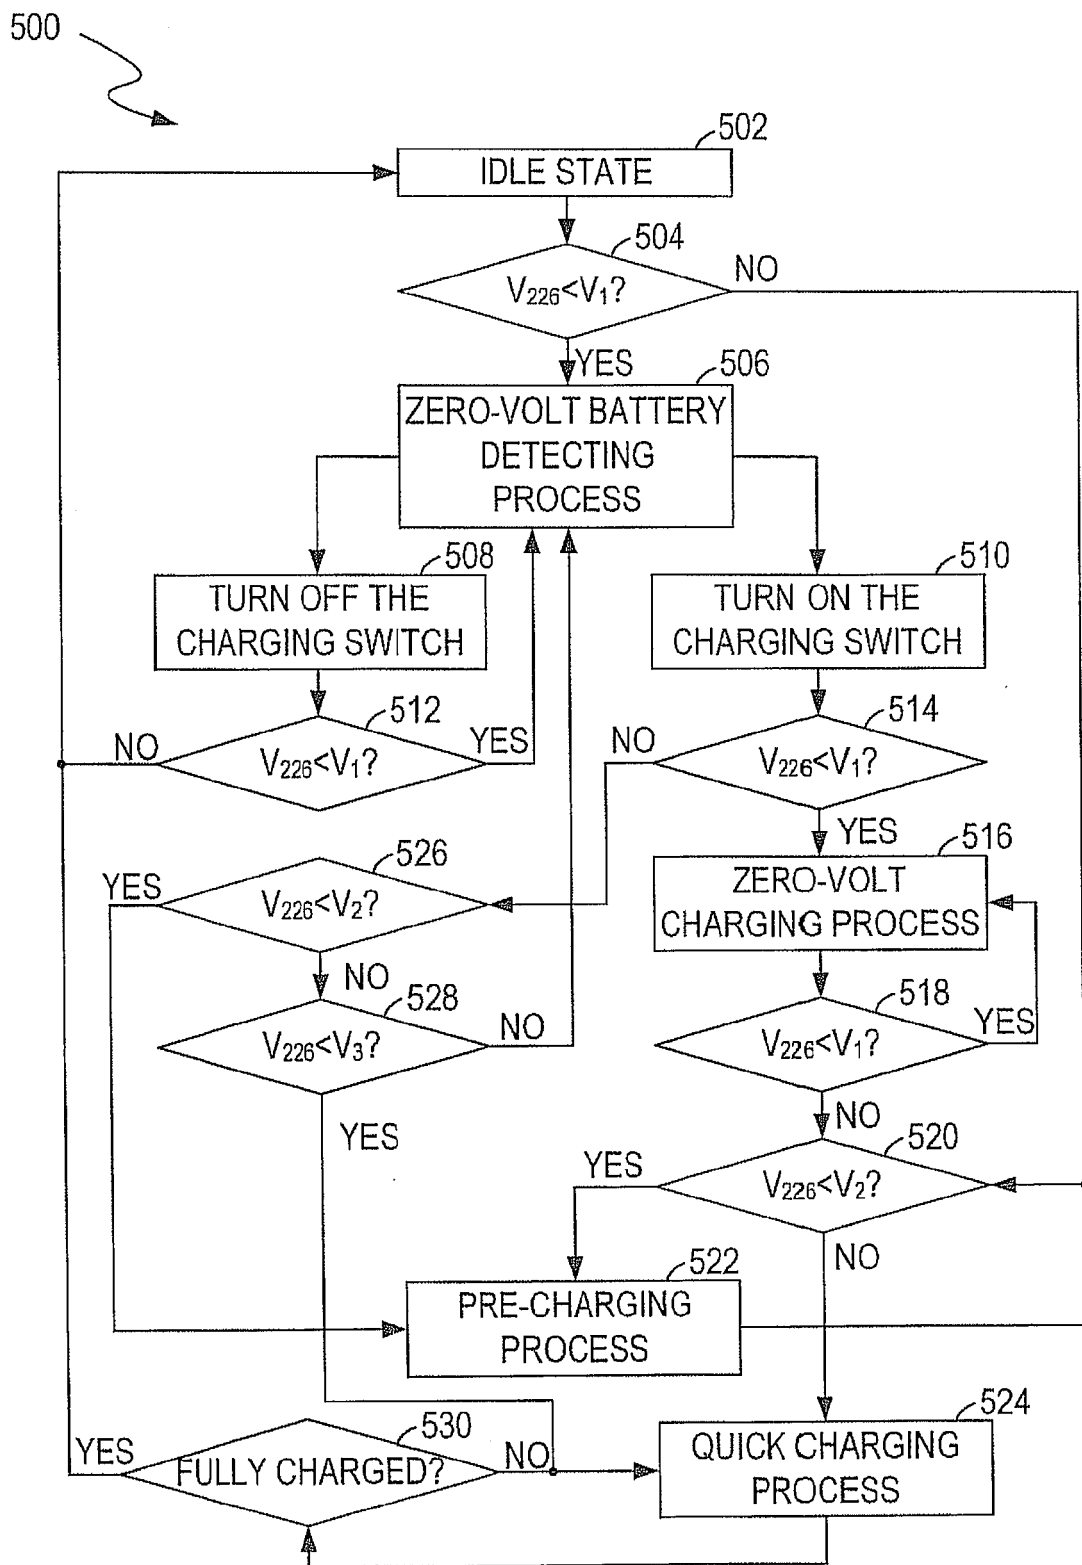 500
502
IDLE STATE
504
V₂₂₆<V₁?
NO
YES
506
ZERO-VOLT BATTERY
DETECTING
PROCESS
508
TURN OFF THE
CHARGING SWITCH
510
TURN ON THE
CHARGING SWITCH
512
NO
V₂₂₆<V₁?
YES
514
NO
V₂₂₆<V₁?
YES
516
ZERO-VOLT
CHARGING PROCESS
526
YES
V₂₂₆<V₂?
NO
528
V₂₂₆<V₃?
NO
YES
518
V₂₂₆<V₁?
YES
NO
520
YES
V₂₂₆<V₂?
NO
522
PRE-CHARGING
PROCESS
524
QUICK CHARGING
PROCESS
530
YES
FULLY CHARGED?
NO